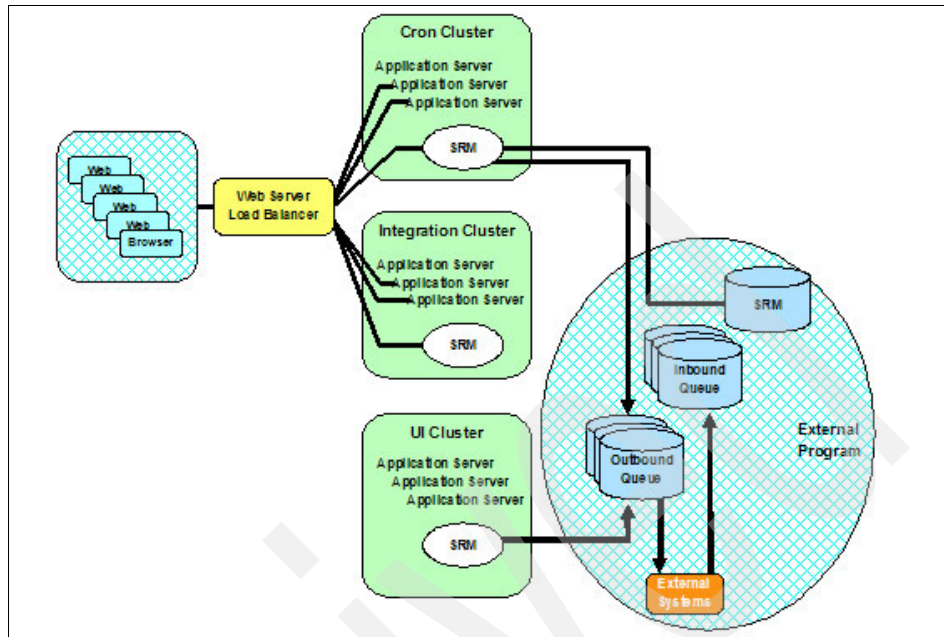 Cron Cluster
Application Server
Application Server
Application Server
SRM
Web
Web
Web
Web
Browser
Web Server
Load Balancer
Integration Cluster
Application Server
Application Server
Application Server
SRM
SRM
Inbound
Queue
External
Program
UI Cluster
Application Server
Application Server
Application Server
SRM
Outbound
Queue
External
Systems